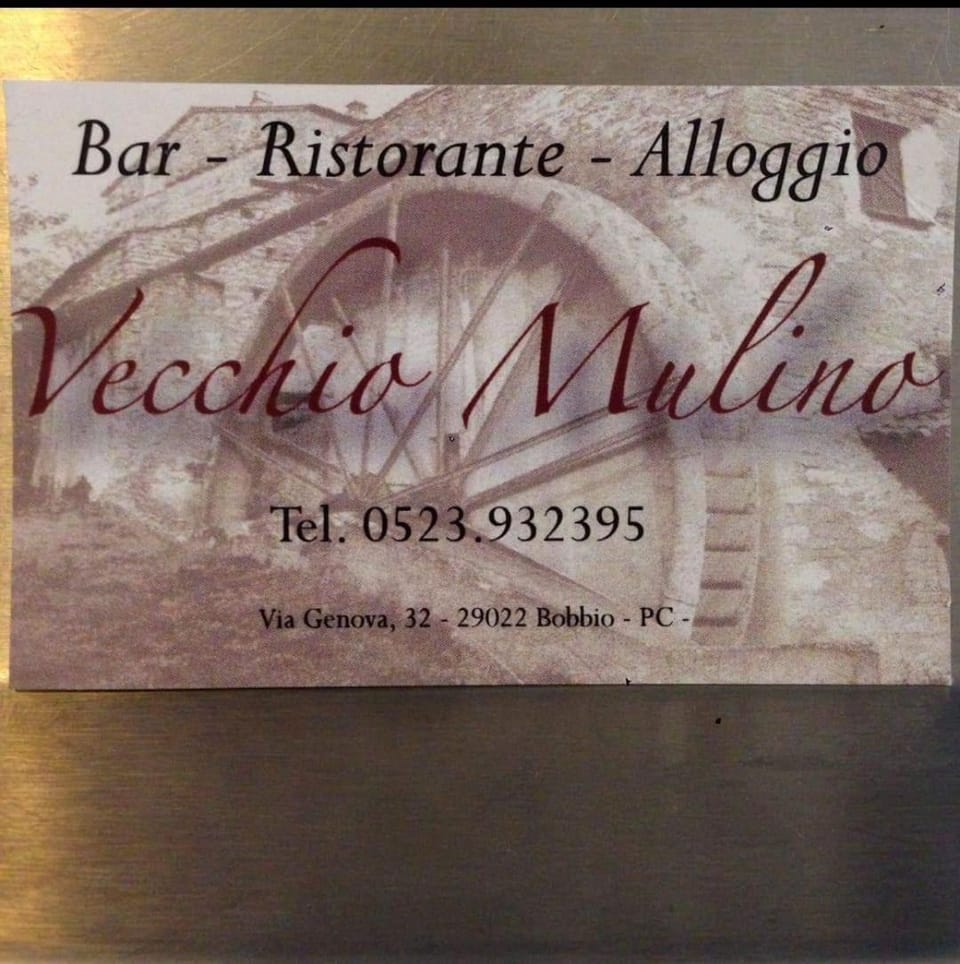 Bar - Ristorante - Alloggio
Vecchio Mulino
Tel. 0523.932395
Via Genova, 32 - 29022 Bobbio - PC -